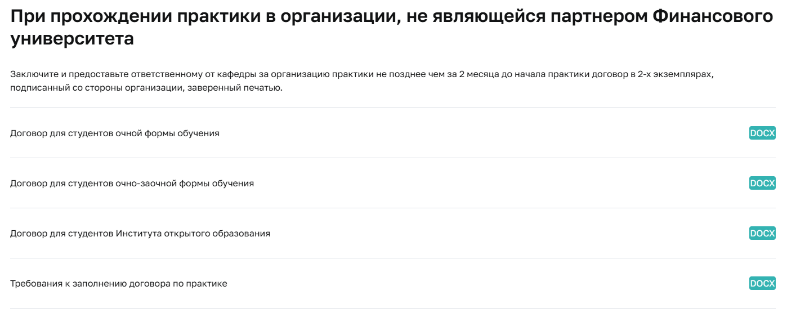 При прохождении практики в организации, не являющейся партнером Финансового
университета
Заключите и предоставьте ответственному от кафедры за организацию практики не позднее чем за 2 месяца до начала практики договор в 2-х экземплярах,
подписанный со стороны организации, заверенный печатью.
Договор для студентов очной формы обучения
DOCX
Договор для студентов очно-заочной формы обучения
DOCX
Договор для студентов Института открытого образования
DOCX
Требования к заполнению договора по практике
DOCX